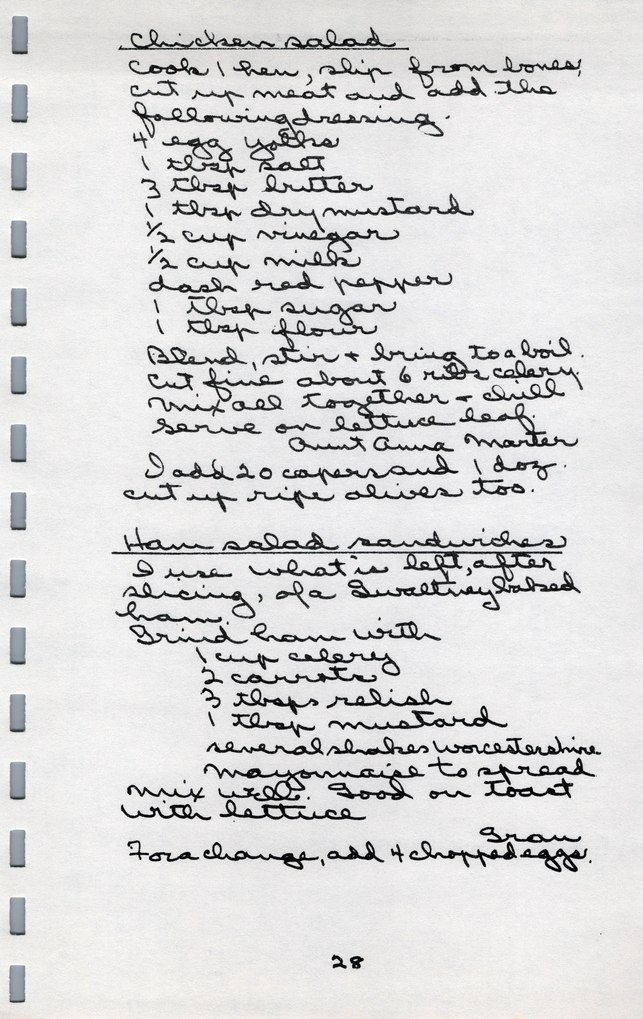 Chicken salad
Cook 1 hen, slip from bones,
cut up meat and add the
following dressing.
4 egg yolks
1 tbsp salt
3 tbsp butter
1 tbsp dry mustard
1/2 cup vinegar
1/2 cup milk
dash red pepper
1 tbsp sugar
1 tbsp flour
Blend, stir + bring to a boil.
Cut fine about 6 ribs celery.
Mix all together + chill
Serve on lettuce leaf.
Aunt Anna Marter
I add 20 capers and 1 doz.
cut up ripe olives too.
Ham salad sandwiches
I use what is left, after
slicing, of a Gwaltney baked
ham.
Grind ham with
1 cup celery
2 carrots
3 tbsps relish
1 tbsp mustard
several shakes worcestershire
mayonnaise to spread
Mix well. Good on toast
with lettuce
Gran
For a change, add 4 chopped eggs.
28